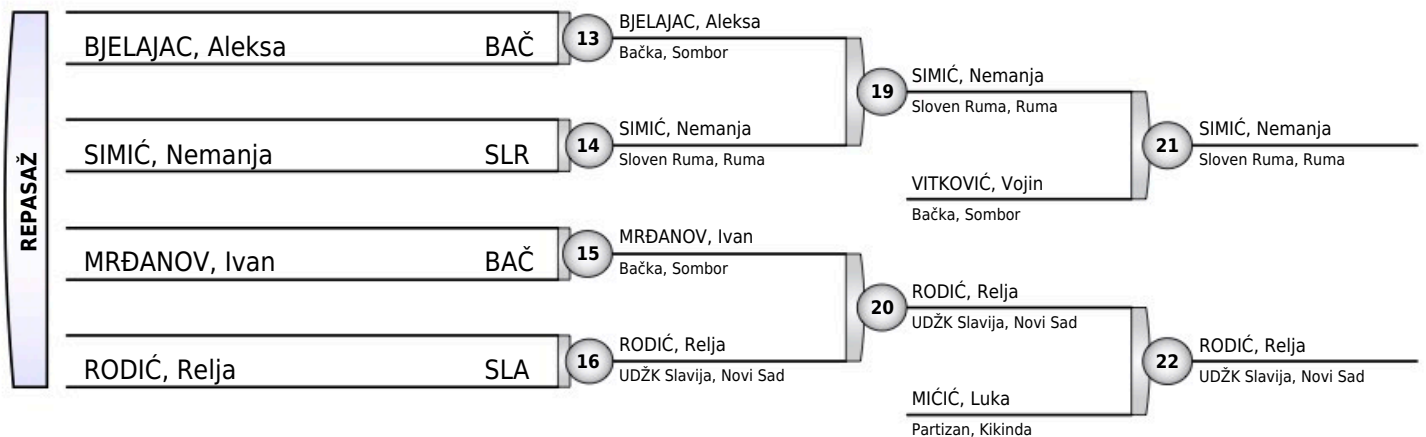 REPASAŽ
BJELAJAC, Aleksa BAČ
SIMIĆ, Nemanja SLR
MRĐANOV, Ivan BAČ
RODIĆ, Relja SLA
13
BJELAJAC, Aleksa
Bačka, Sombor
14
SIMIĆ, Nemanja
Sloven Ruma, Ruma
15
MRĐANOV, Ivan
Bačka, Sombor
16
RODIĆ, Relja
UDŽK Slavija, Novi Sad
19
SIMIĆ, Nemanja
Sloven Ruma, Ruma
VITKOVIĆ, Vojin
Bačka, Sombor
20
RODIĆ, Relja
UDŽK Slavija, Novi Sad
MIĆIĆ, Luka
Partizan, Kikinda
21
SIMIĆ, Nemanja
Sloven Ruma, Ruma
22
RODIĆ, Relja
UDŽK Slavija, Novi Sad